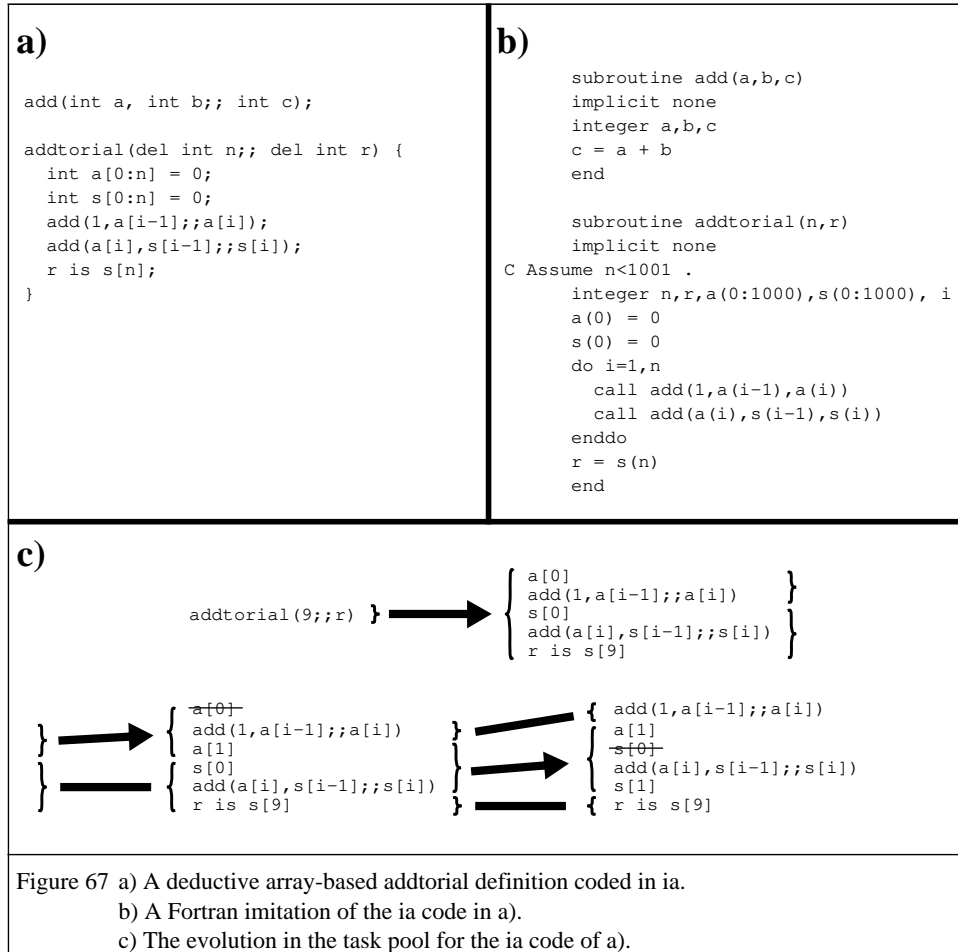 a)
add(int a, int b;; int c);
addtorial(del int n;; del int r) {
int a[0:n] = 0;
int s[0:n] = 0;
add(1,a[i−1];;a[i]);
add(a[i],s[i−1];;s[i]);
r is s[n];
}
b)
subroutine add(a,b,c)
implicit none
integer a,b,c
c = a + b
end
subroutine addtorial(n,r)
implicit none
C Assume n<1001 .
integer n,r,a(0:1000),s(0:1000), i
a(0) = 0
s(0) = 0
do i=1,n
call add(1,a(i−1),a(i))
call add(a(i),s(i−1),s(i))
enddo
r = s(n)
end
c)
addtorial(9;;r) }
{ a[0]
add(1,a[i−1];;a[i]) }
s[0]
add(a[i],s[i−1];;s[i]) }
r is s[9]
a[0]
add(1,a[i−1];;a[i])
a[1]
s[0]
add(a[i],s[i−1];;s[i])
r is s[9]
add(1,a[i−1];;a[i])
a[1]
s[0]
add(a[i],s[i−1];;s[i])
s[1]
r is s[9]
Figure 67 a) A deductive array-based addtorial definition coded in ia.
b) A Fortran imitation of the ia code in a).
c) The evolution in the task pool for the ia code of a).